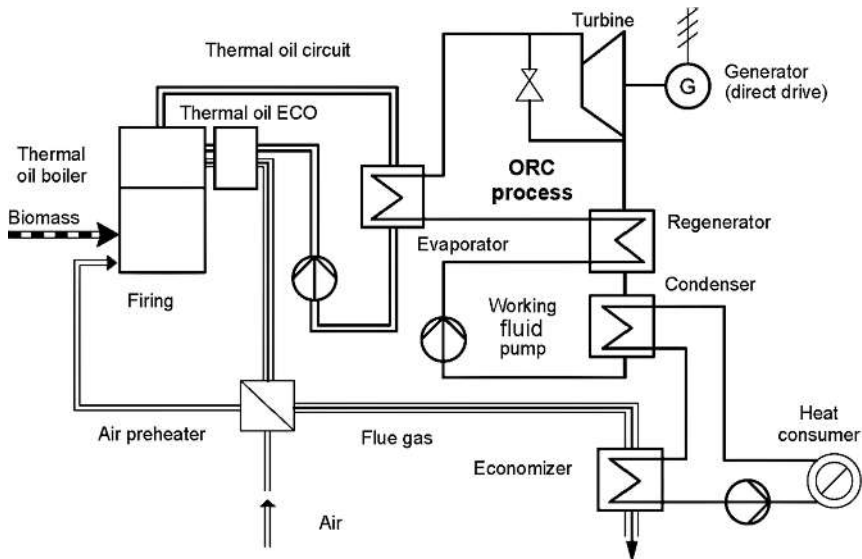 Turbine
Thermal oil circuit
Thermal oil ECO
G
Generator
(direct drive)
Thermal
oil boiler
ORC
process
Biomass
Evaporator
Regenerator
Firing
Condenser
Working
fluid
pump
Air preheater
Flue gas
Heat
consumer
Economizer
Air